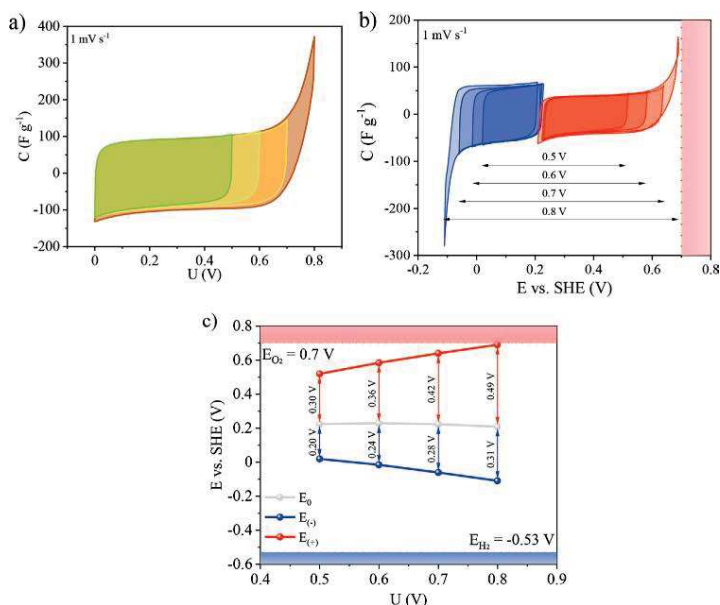 a)
1 mV s⁻¹
400
300
200
100
0
-100
-200
C (F g⁻¹)
0
0.2
0.4
0.6
0.8
U (V)
b)
1 mV s⁻¹
200
100
0
-100
-200
-300
C (F g⁻¹)
0.5 V
0.6 V
0.7 V
0.8 V
-0.2
0
0.2
0.4
0.6
0.8
E vs. SHE (V)
c)
0.8
0.6
0.4
0.2
0
-0.2
-0.4
-0.6
E vs. SHE (V)
E_O₂ = 0.7 V
0.30 V
0.36 V
0.42 V
0.49 V
0.20 V
0.24 V
0.28 V
0.31 V
E₀
E₍₋₎
E₍₊₎
E_H₂ = -0.53 V
0.4
0.5
0.6
0.7
0.8
0.9
U (V)